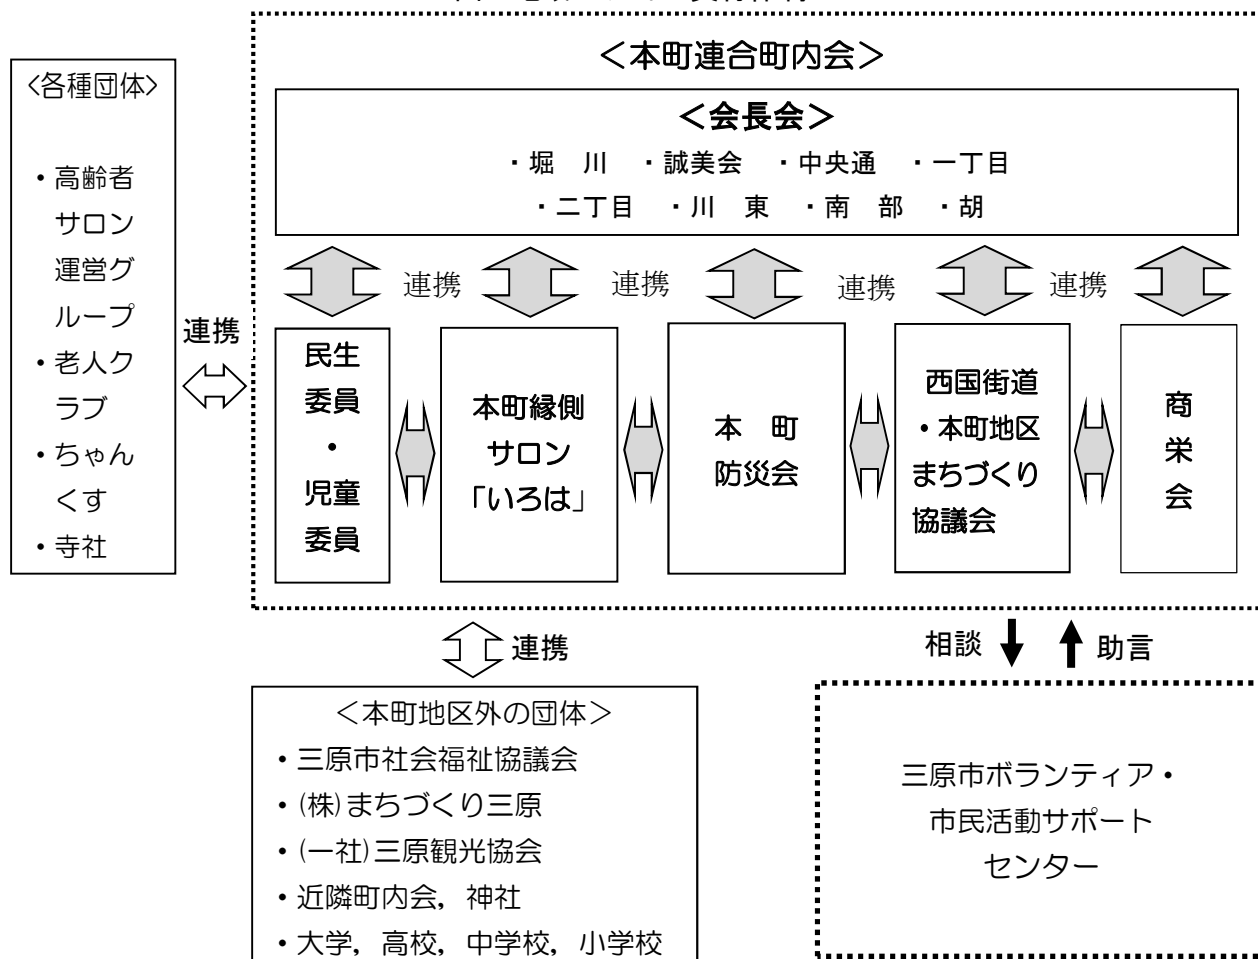 ＜本町連合町内会＞
＜会長会＞
・堀　川　・誠美会　・中央通　・一丁目
・二丁目　・川　東　・南　部　・胡
＜各種団体＞
・高齢者
サロン
運営グ
ループ
・老人ク
ラブ
・ちゃん
くす
・寺社
連携
連携
連携
連携
連携
民生
委員
・
児童
委員
本町縁側
サロン
「いろは」
本　町
防災会
西国街道
・本町地区
まちづくり
協議会
商
栄
会
連携
相談
助言
＜本町地区外の団体＞
・三原市社会福祉協議会
・(株)まちづくり三原
・(一社)三原観光協会
・近隣町内会，神社
・大学，高校，中学校，小学校
三原市ボランティア・
市民活動サポート
センター